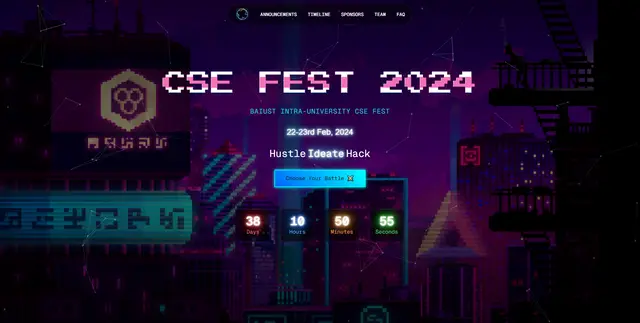 ANNOUNCEMENTS TIMELINE SPONSORS TEAM FAQ
CSE FEST 2024
BAIUST INTRA-UNIVERSITY CSE FEST
22-23rd Feb, 2024
Hustle Ideate Hack
Choose Your Battle
38 10 50 55
Days Hours Minutes Seconds